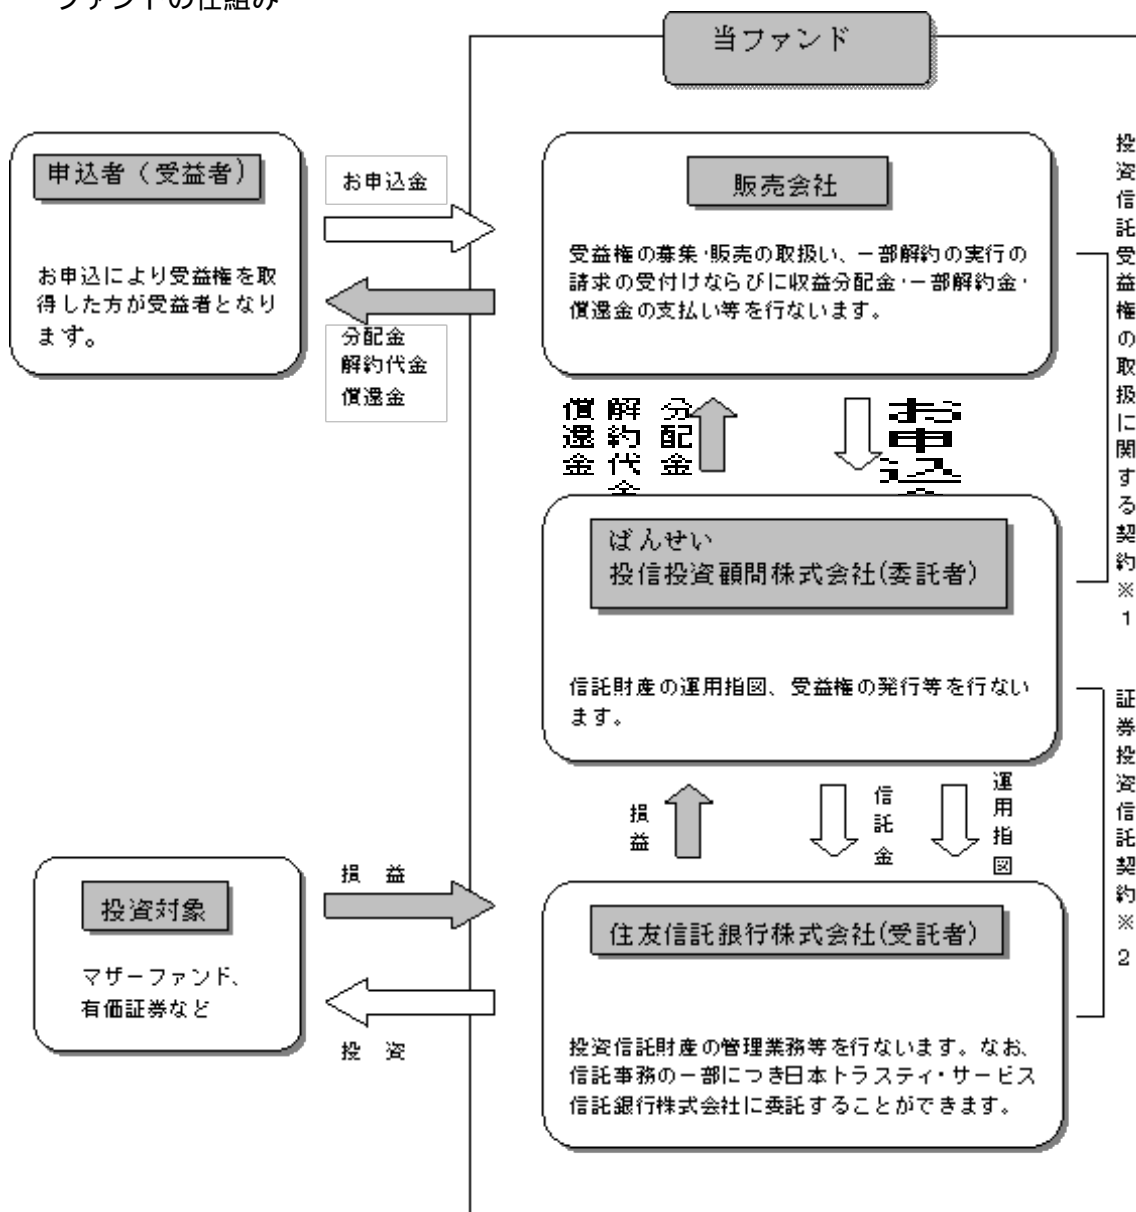 ファンドの仕組み
当ファンド
申込者（受益者）
お申込により受益権を取
得した方が受益者となり
ます。
お申込金
分配金
解約代金
償還金
販売会社
受益権の募集・販売の取扱い、一部解約の実行の
請求の受付けならびに収益分配金・一部解約金・
償還金の支払い等を行ないます。
分配金
解約代金
償還金
お申込金
ばんせい
投信投資顧問株式会社(委託者)
信託財産の運用指図、受益権の発行等を行ない
ます。
投資信託受益権の取扱に関する契約※1
損益
信託金
運用指図
証券投資信託契約※2
投資対象
マザーファンド、
有価証券など
損 益
投 資
住友信託銀行株式会社(受託者)
投資信託財産の管理業務等を行ないます。なお、
信託事務の一部につき日本トラスティ・サービス
信託銀行株式会社に委託することができます。